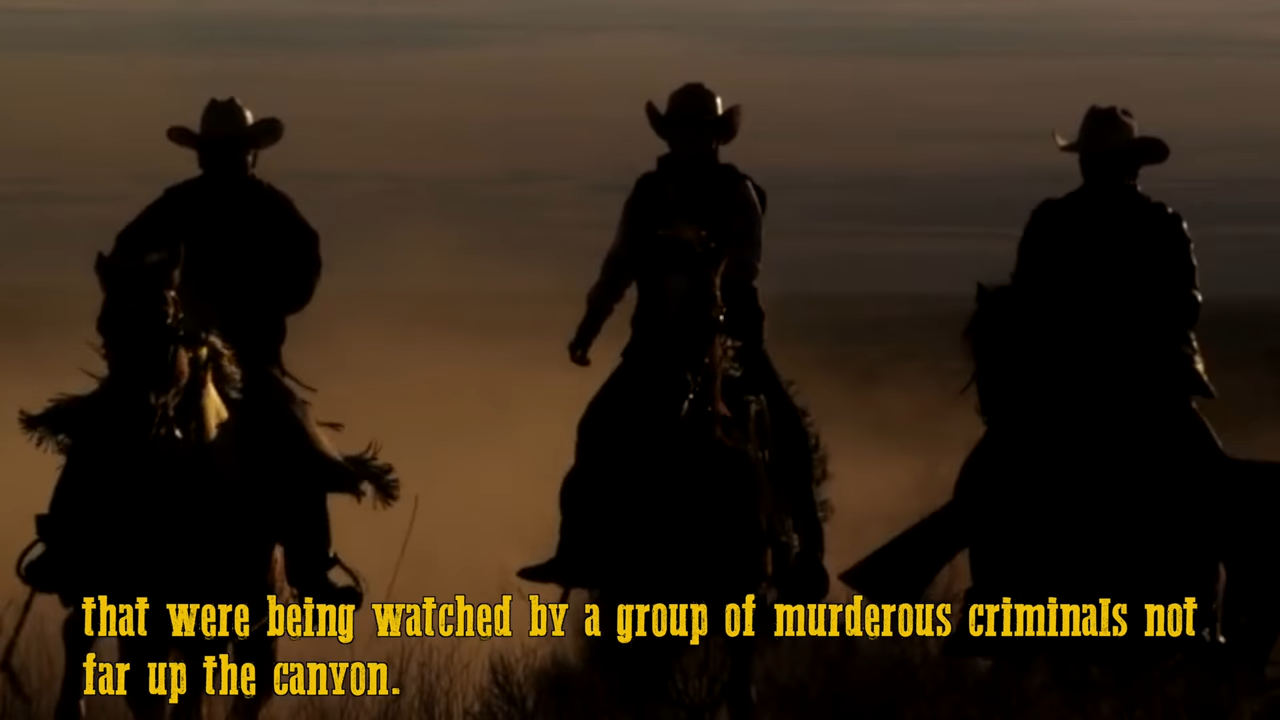 that were being watched by a group of murderous criminals not
far up the canyon.